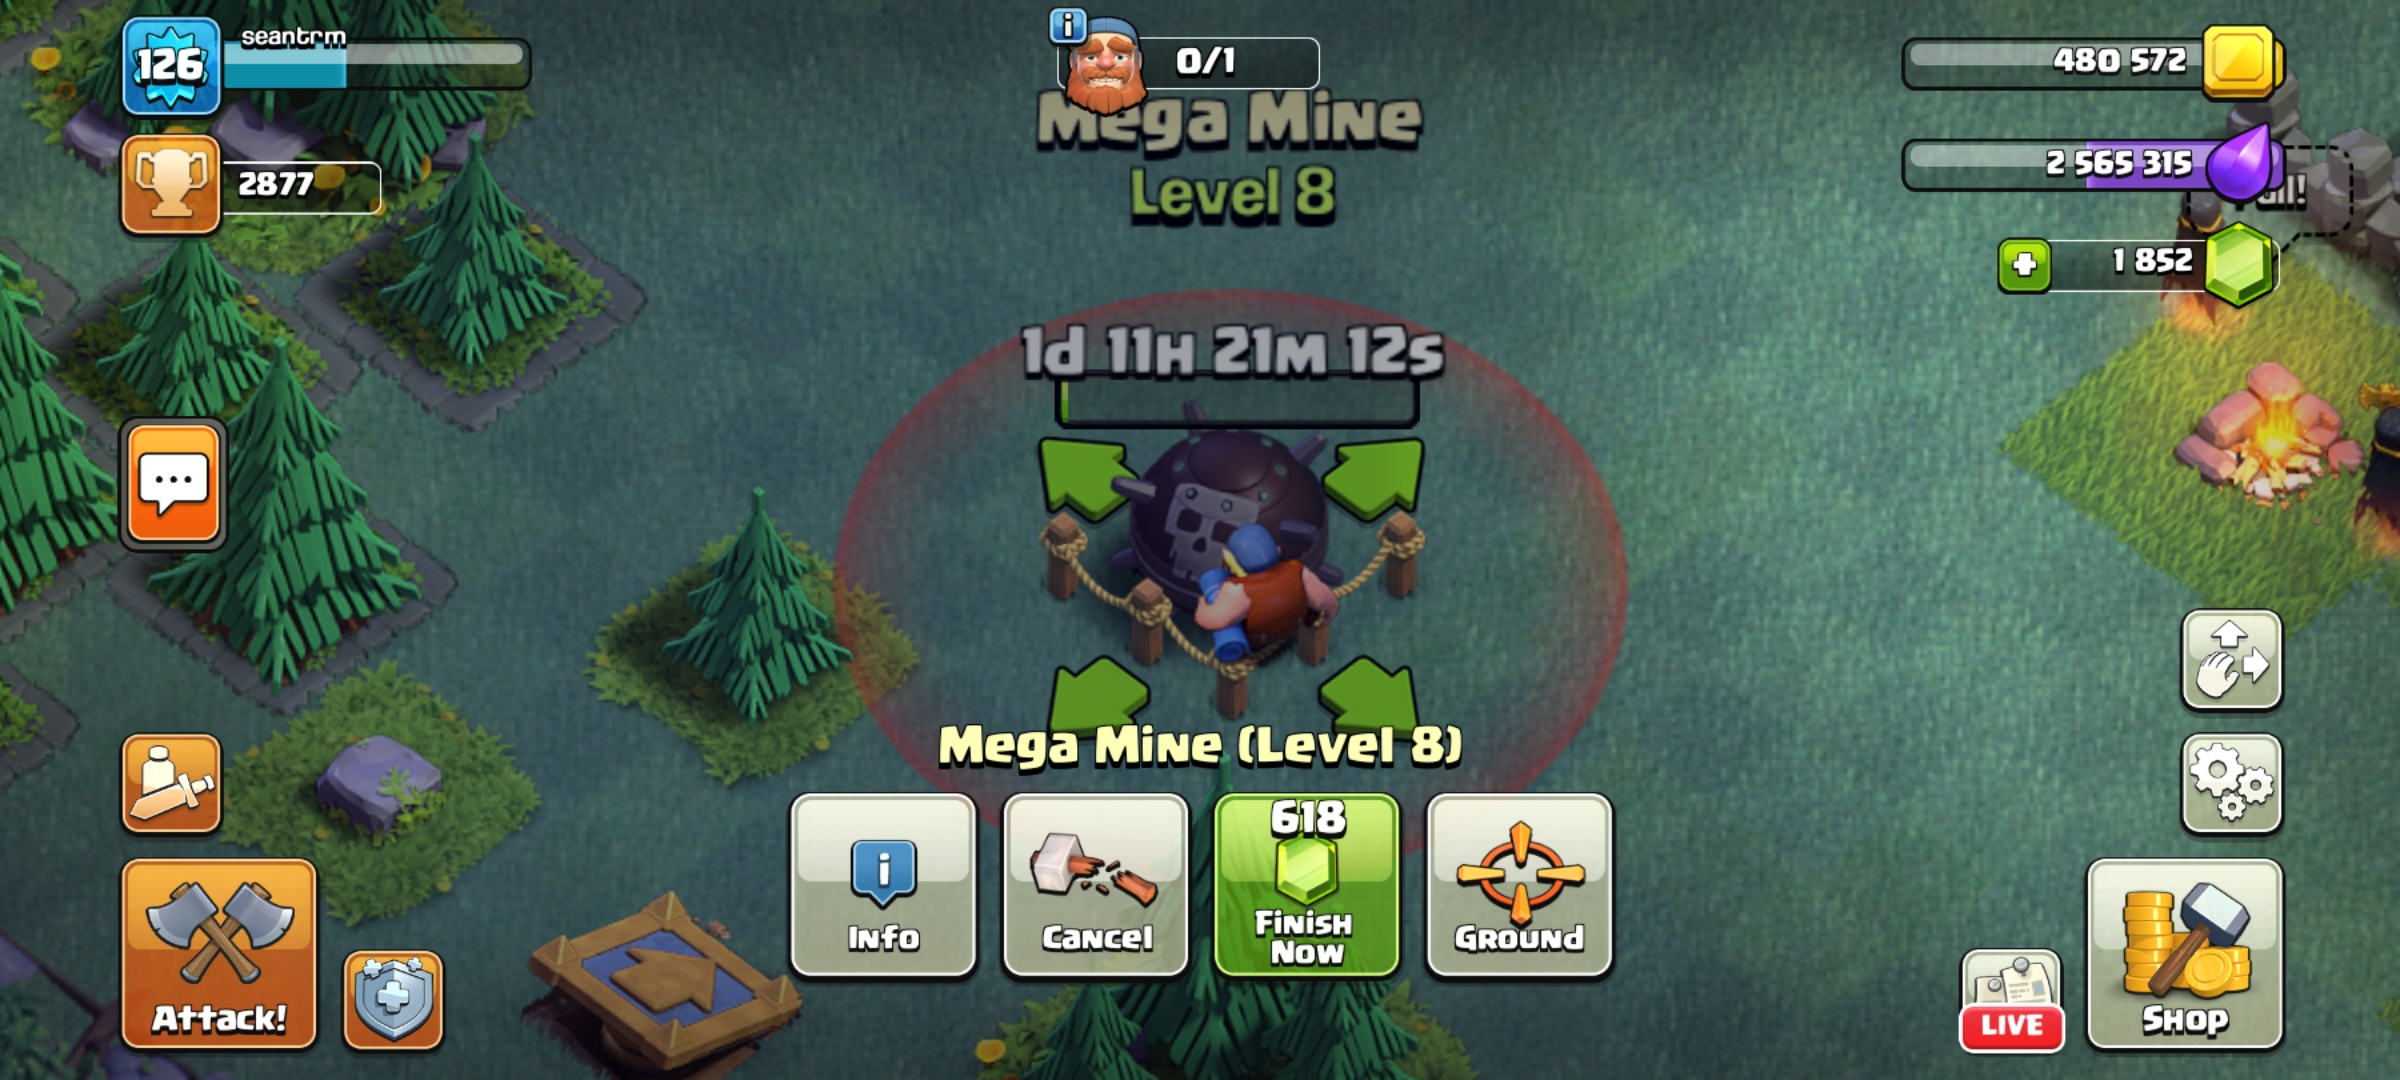 126
seantrm
0/1
480 572
Mega Mine
Level 8
2877
2 565 315
1 852
1d 11H 21M 12s
Mega Mine (Level 8)
618
Info
Cancel
Finish
Now
Ground
Attack!
LIVE
Shop